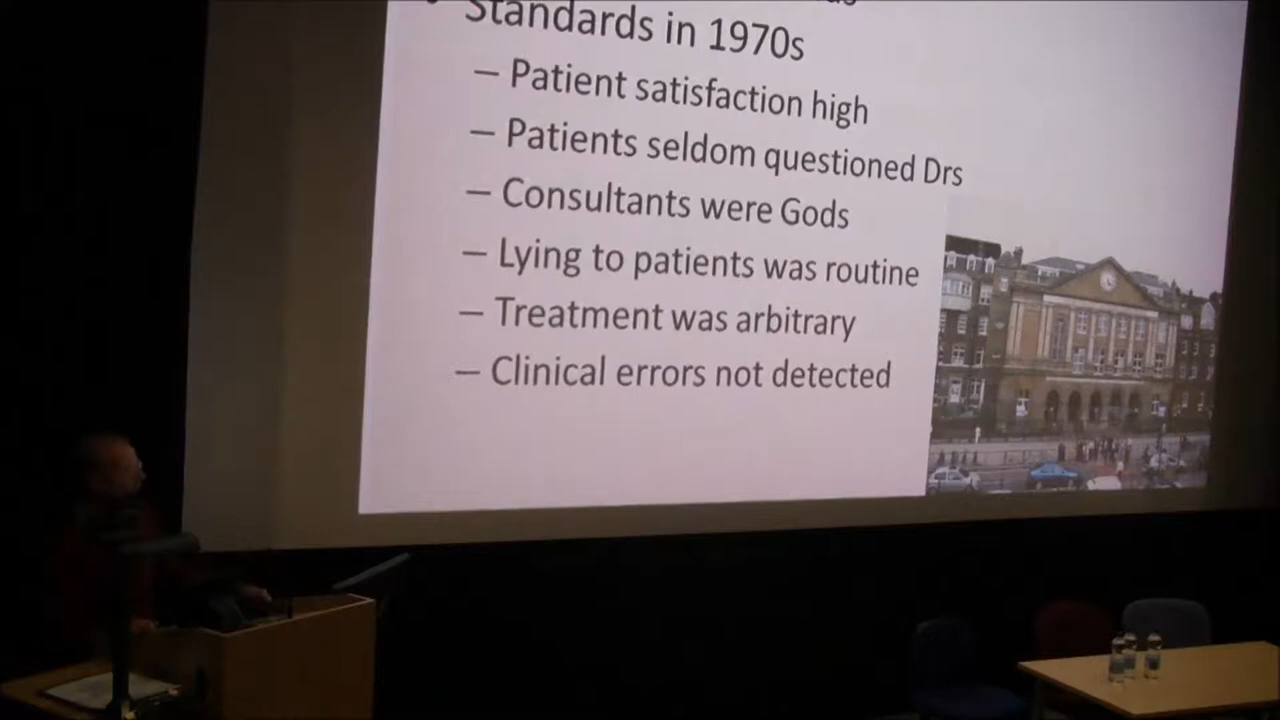 Standards in 1970s
– Patient satisfaction high
– Patients seldom questioned Drs
– Consultants were Gods
– Lying to patients was routine
– Treatment was arbitrary
– Clinical errors not detected